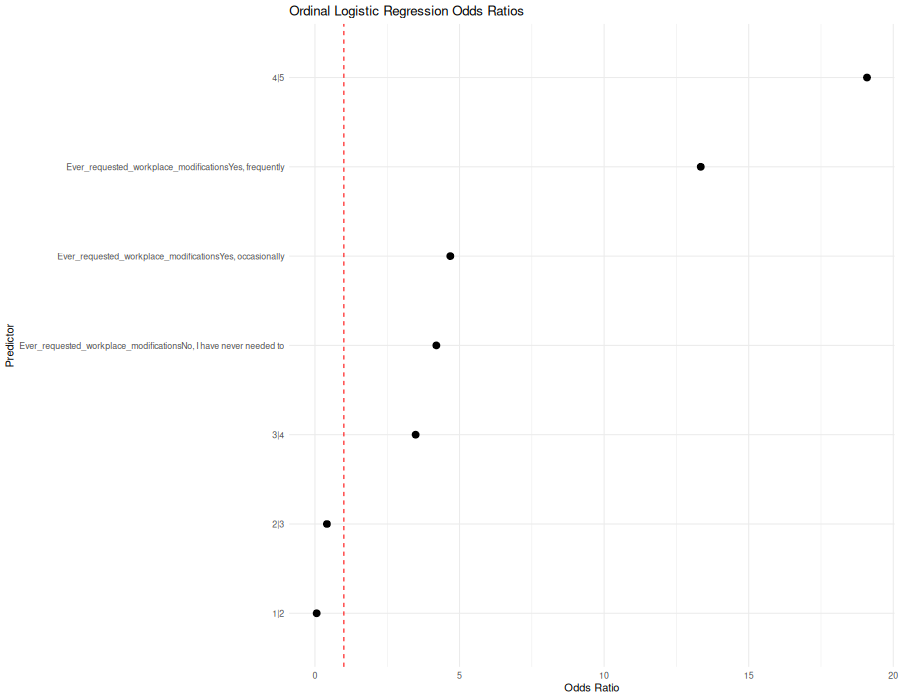 Ordinal Logistic Regression Odds Ratios
4|5
Ever_requested_workplace_modificationsYes, frequently
Ever_requested_workplace_modificationsYes, occasionally
Ever_requested_workplace_modificationsNo, I have never needed to
3|4
2|3
1|2
Predictor
0 5 10 15 20
Odds Ratio